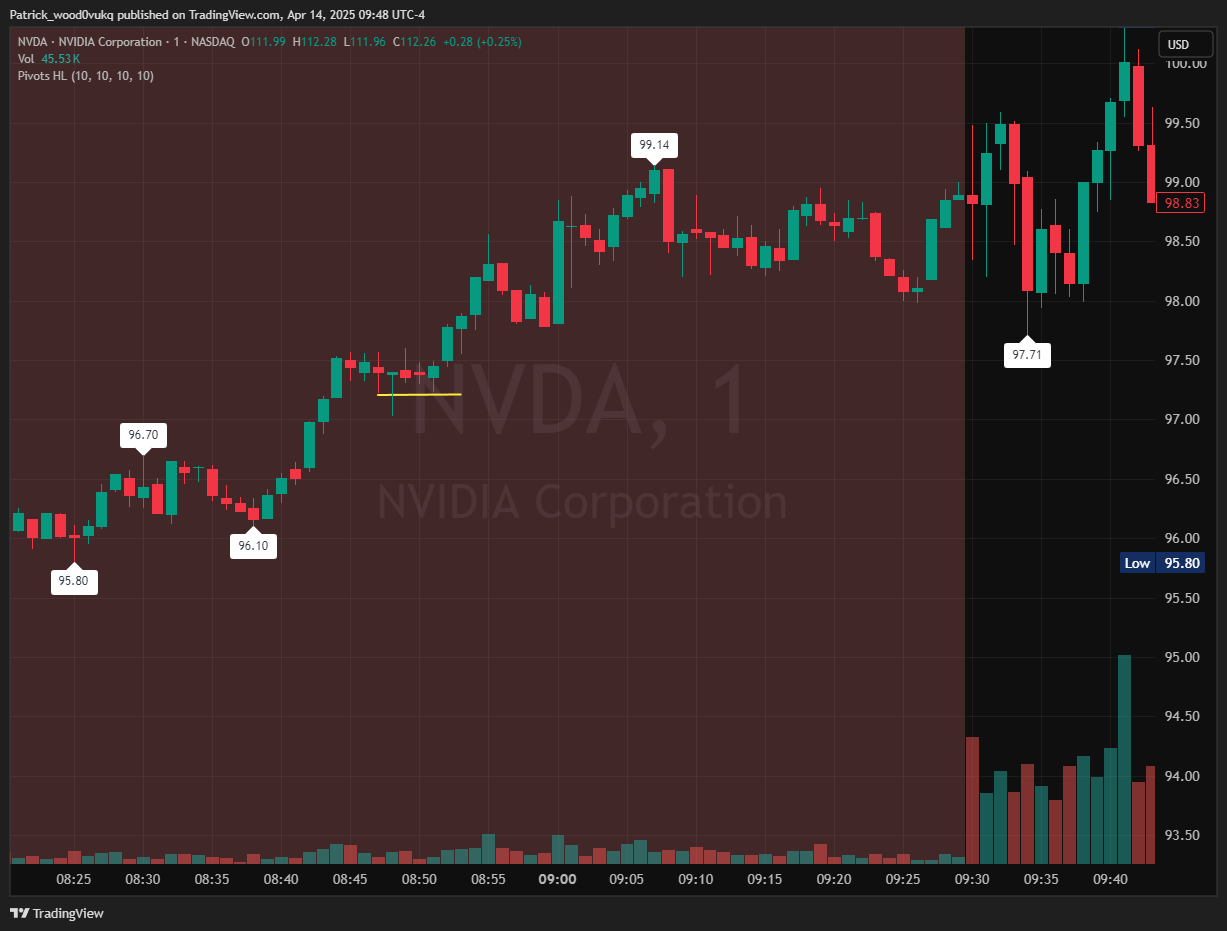 Patrick_wood0vukq published on TradingView.com, Apr 14, 2025 09:48 UTC-4
NVDA · NVIDIA Corporation · 1 · NASDAQ O111.99 H112.28 L111.96 C112.26 +0.28 (+0.25%)
Vol 45.53K
Pivots HL (10, 10, 10, 10)
USD
100.00
99.50
99.00
98.83
98.50
98.00
97.50
97.00
96.50
96.00
Low 95.80
95.50
95.00
94.50
94.00
93.50
99.14
97.71
96.70
96.10
95.80
NVDA, 1
NVIDIA Corporation
08:25 08:30 08:35 08:40 08:45 08:50 08:55 09:00 09:05 09:10 09:15 09:20 09:25 09:30 09:35 09:40
TradingView